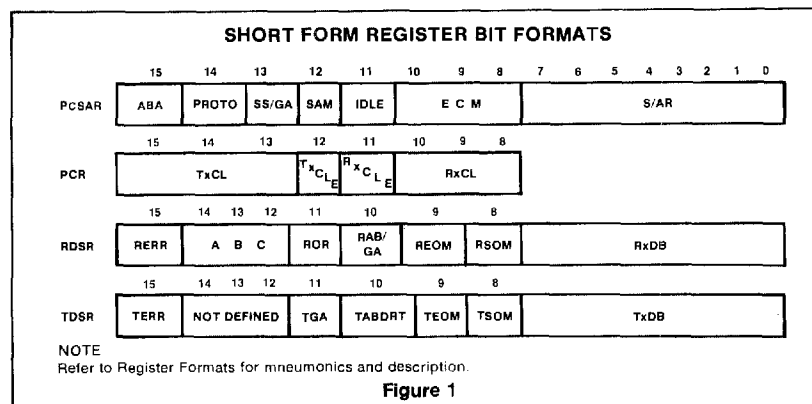 SHORT FORM REGISTER BIT FORMATS
15 14 13 12 11 10 9 8 7 6 5 4 3 2 1 0
PCSAR ABA PROTO SS/GA SAM IDLE E C M S/AR
15 14 13 12 11 10 9 8
PCR TxCL TxCLE RxCLE RxCL
15 14 13 12 11 10 9 8
RDSR RERR A B C ROR RAB/GA REOM RSOM RxDB
15 14 13 12 11 10 9 8
TDSR TERR NOT DEFINED TGA TABDRT TEOM TSOM TxDB
NOTE
Refer to Register Formats for mneumonics and description.
Figure 1